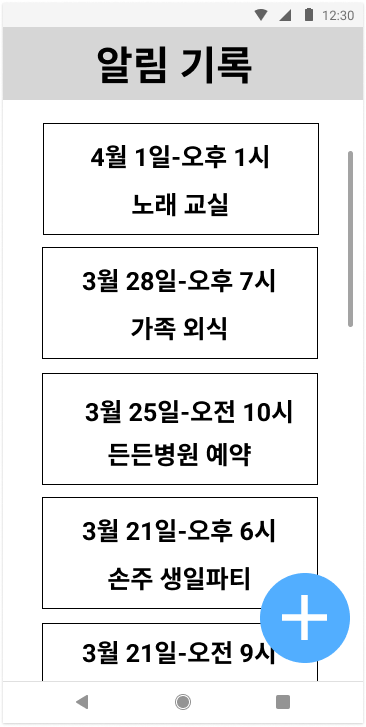 12:30
알림 기록
4월 1일-오후 1시
노래 교실
3월 28일-오후 7시
가족 외식
3월 25일-오전 10시
든든병원 예약
3월 21일-오후 6시
손주 생일파티
3월 21일-오전 9시